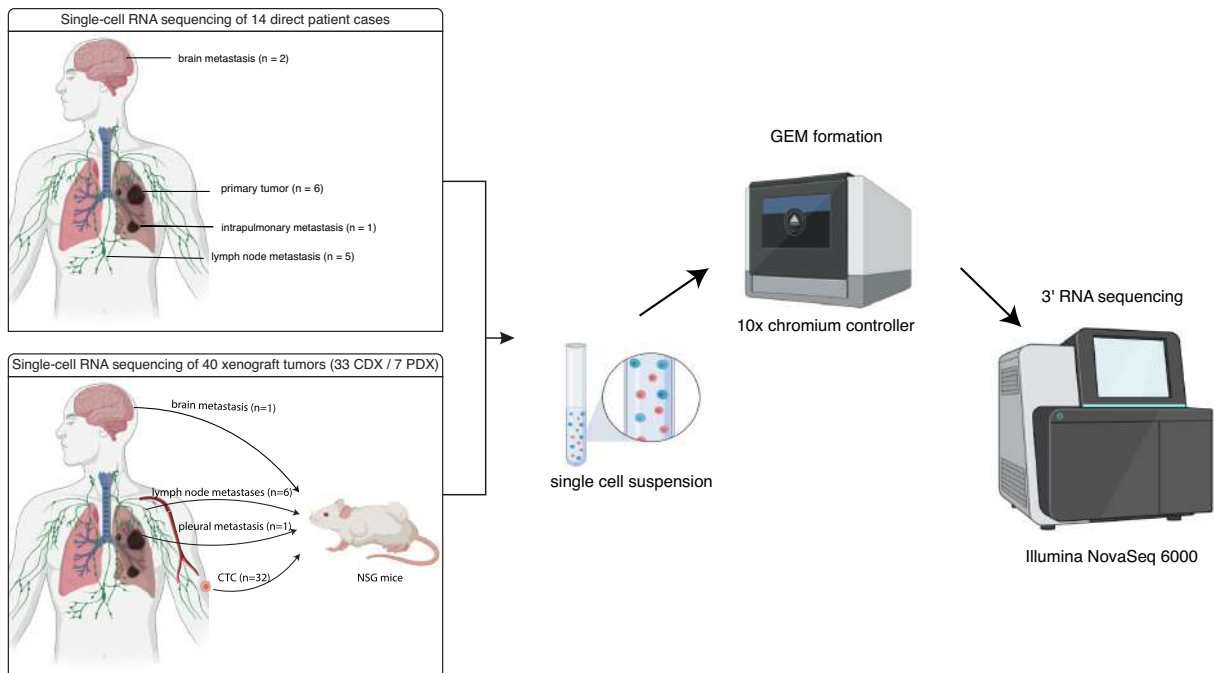 Single-cell RNA sequencing of 14 direct patient cases
brain metastasis (n = 2)
primary tumor (n = 6)
intrapulmonary metastasis (n = 1)
lymph node metastasis (n = 5)
Single-cell RNA sequencing of 40 xenograft tumors (33 CDX / 7 PDX)
brain metastasis (n=1)
lymph node metastases (n=6)
pleural metastasis (n=1)
CTC (n=32)
NSG mice
single cell suspension
GEM formation
10x chromium controller
3' RNA sequencing
Illumina NovaSeq 6000